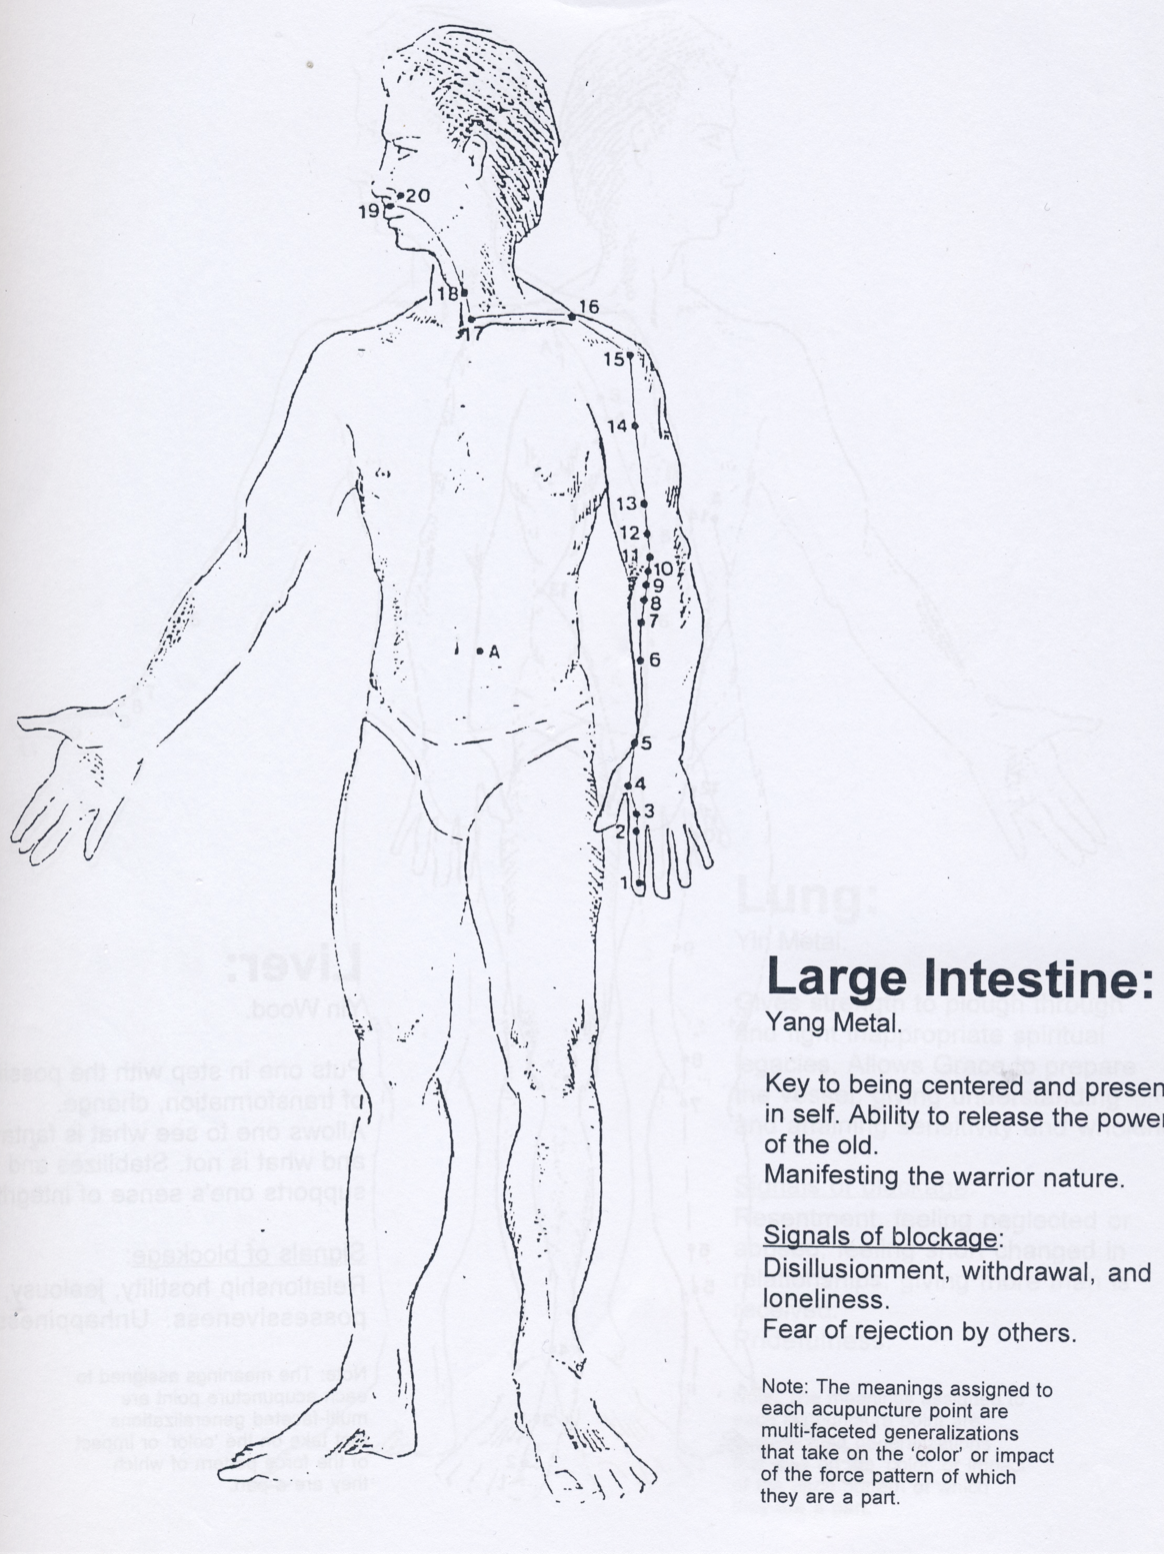 20
19
18
16
17
15
14
13
12
11
10
9
8
7
A
6
5
4
3
2
1
Lung:
Yin Metal.
Large Intestine:
Yang Metal.
Key to being centered and presen
in self. Ability to release the power
of the old.
Manifesting the warrior nature.
Signals of blockage:
Disillusionment, withdrawal, and
loneliness.
Fear of rejection by others.
Note: The meanings assigned to
each acupuncture point are
multi-faceted generalizations
that take on the 'color' or impact
of the force pattern of which
they are a part.